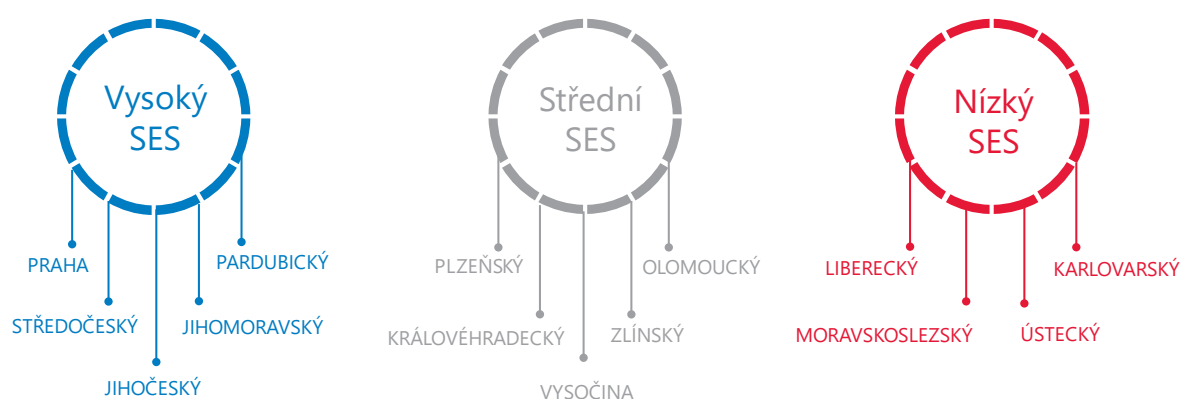 Vysoký
SES
PRAHA
PARDUBICKÝ
STŘEDOČESKÝ
JIHOMORAVSKÝ
JIHOČESKÝ
Střední
SES
PLZEŇSKÝ
OLOMOUCKÝ
KRÁLOVÉHRADECKÝ
ZLÍNSKÝ
VYSOČINA
Nízký
SES
LIBERECKÝ
KARLOVARSKÝ
MORAVSKOSLEZSKÝ
ÚSTECKÝ